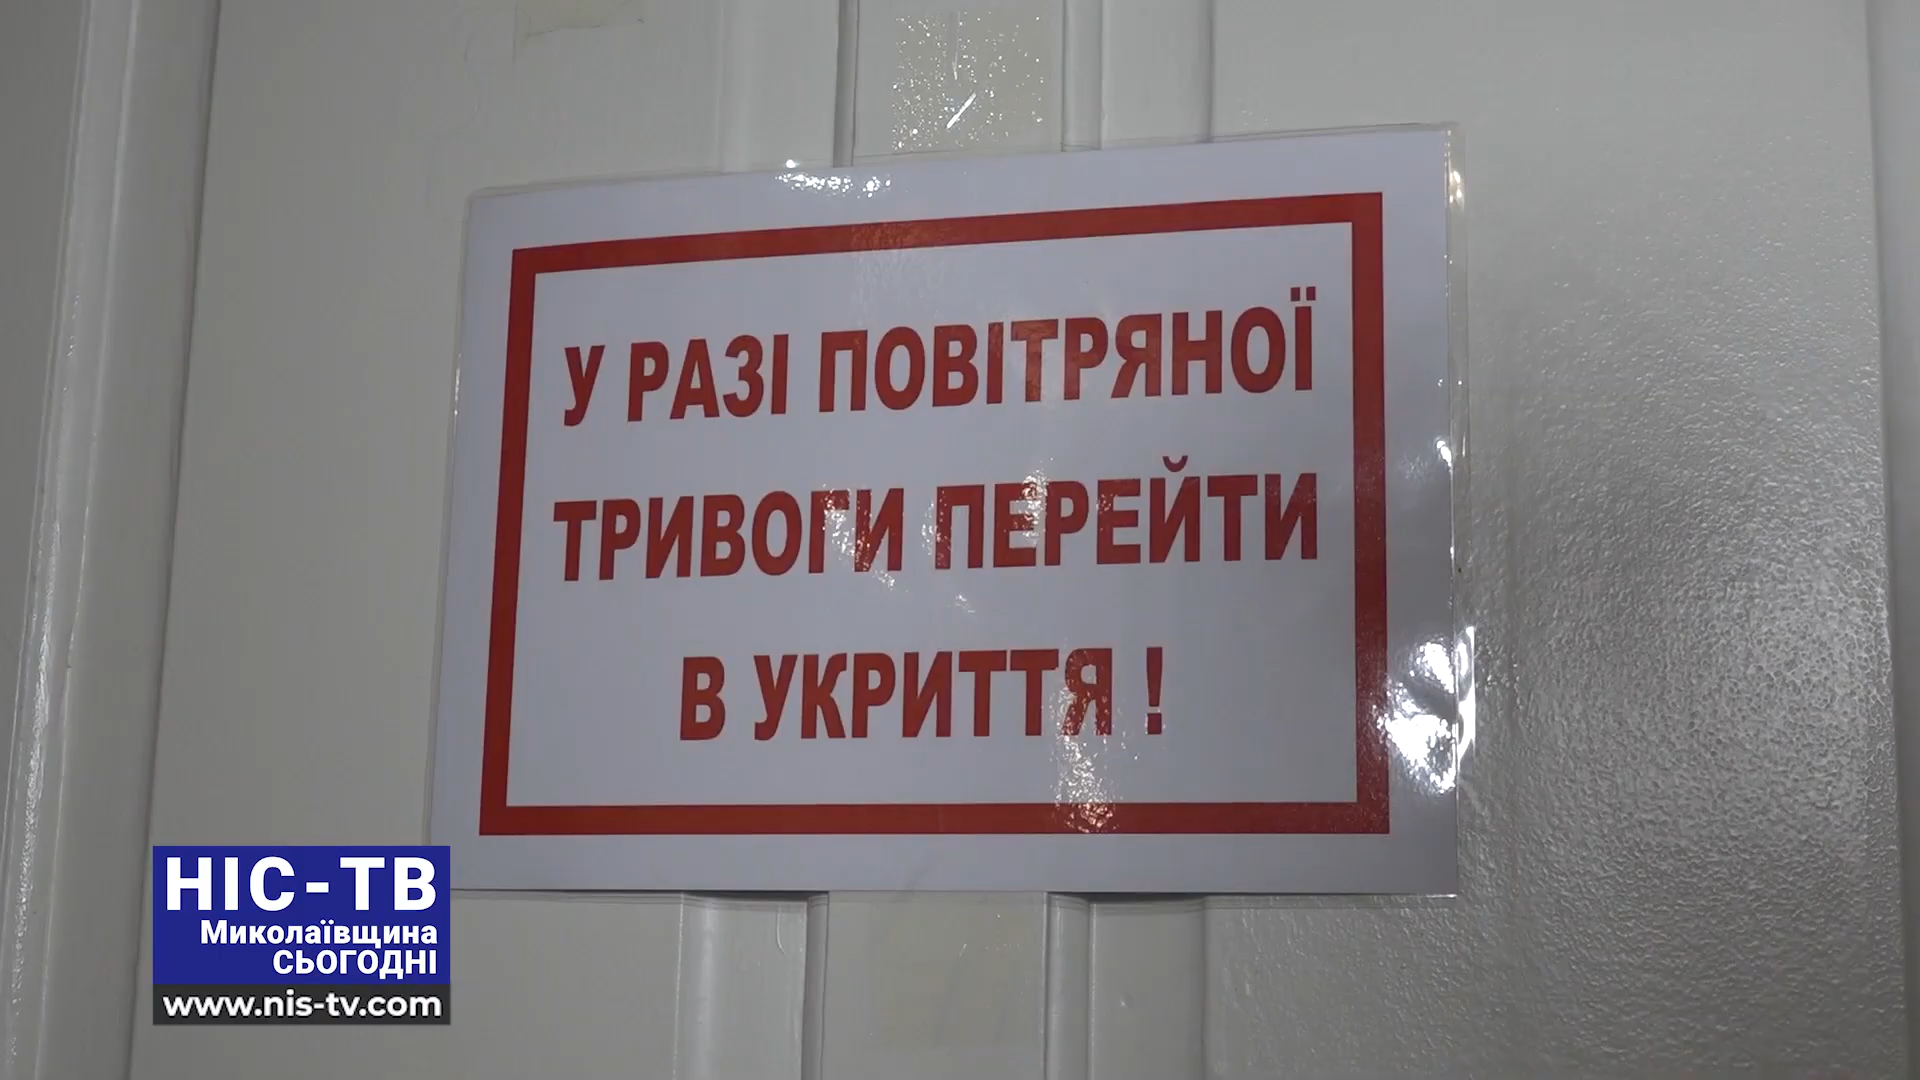 У РАЗІ ПОВІТРЯНОЇ
ТРИВОГИ ПЕРЕЙТИ
В УКРИТТЯ !
НІС-ТВ
Миколаївщина
СЬОГОДНІ
www.nis-tv.com